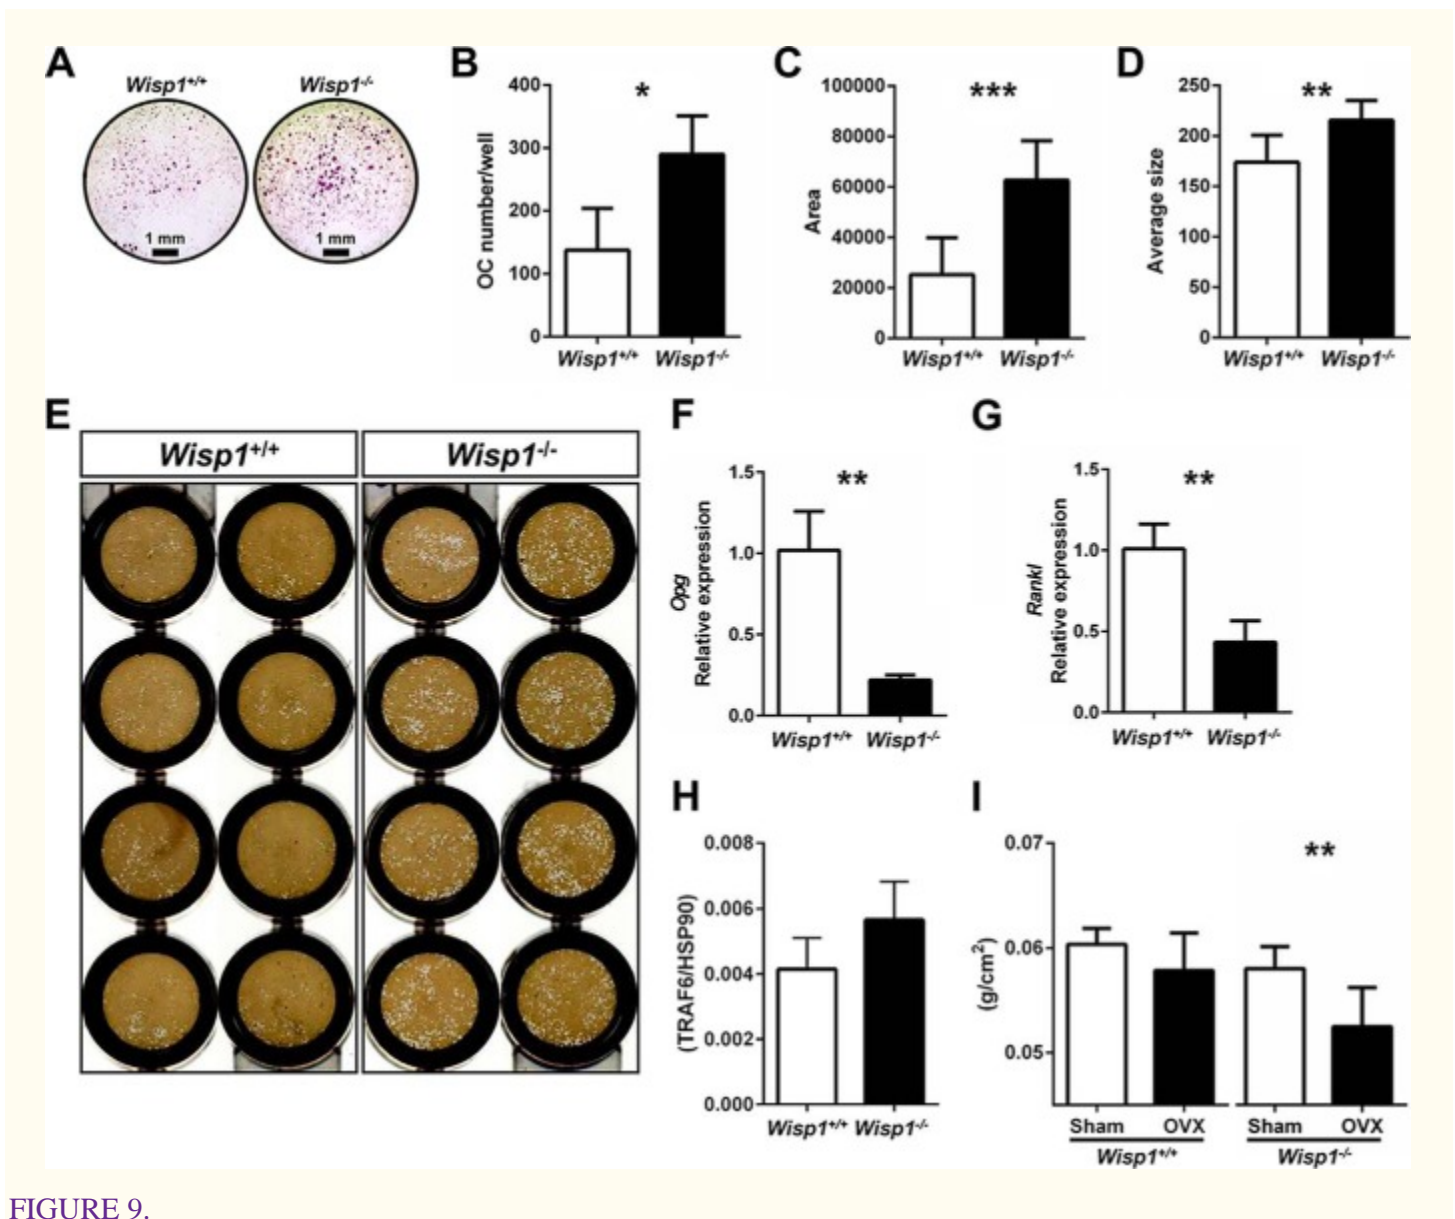 A
Wisp1+/+ Wisp1-/-
1 mm 1 mm
B
OC number/well
400
300
200
100
0
*
Wisp1+/+ Wisp1-/-
C
Area
100000
80000
60000
40000
20000
0
***
Wisp1+/+ Wisp1-/-
D
Average size
250
200
150
100
50
0
**
Wisp1+/+ Wisp1-/-
E
Wisp1+/+ Wisp1-/-
F
Opg
Relative expression
1.5
1.0
0.5
0.0
**
Wisp1+/+ Wisp1-/-
G
Rankl
Relative expression
1.5
1.0
0.5
0.0
**
Wisp1+/+ Wisp1-/-
H
(TRAF6/HSP90)
0.008
0.006
0.004
0.002
0.000
Wisp1+/+ Wisp1-/-
I
(g/cm2)
0.07
0.06
0.05
**
Sham OVX Sham OVX
Wisp1+/+ Wisp1-/-
FIGURE 9.